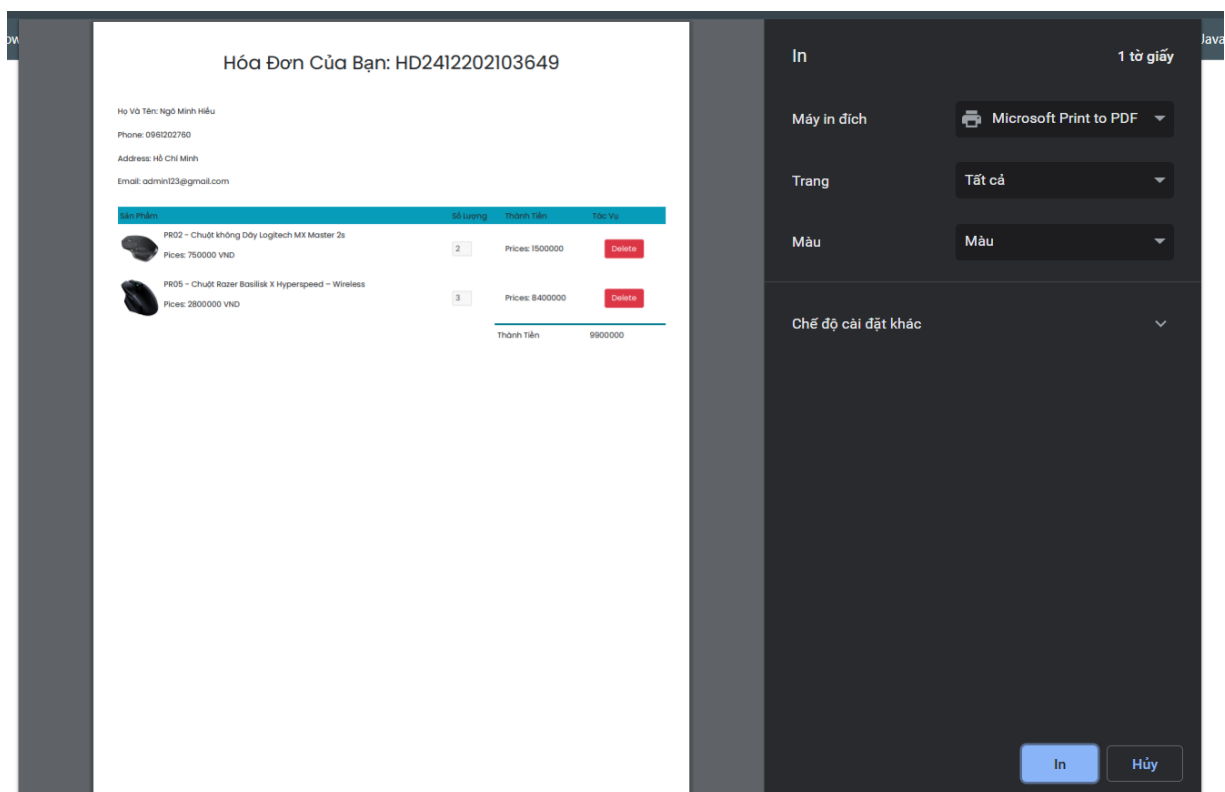 ow
Java
Hóa Đơn Của Bạn: HD2412202103649
Họ Và Tên: Ngô Minh Hiếu
Phone: 0961202760
Address: Hồ Chí Minh
Email: admin123@gmail.com
Sản Phẩm Số Lượng Thành Tiền Tác Vụ
PR02 - Chuột không Dây Logitech MX Master 2s
Pices: 750000 VND
2 Prices: 1500000 Delete
PR05 - Chuột Razer Basilisk X Hyperspeed – Wireless
Pices: 2800000 VND
3 Prices: 8400000 Delete
Thành Tiền 9900000
In 1 tờ giấy
Máy in đích Microsoft Print to PDF
Trang Tất cả
Màu Màu
Chế độ cài đặt khác
In Hủy